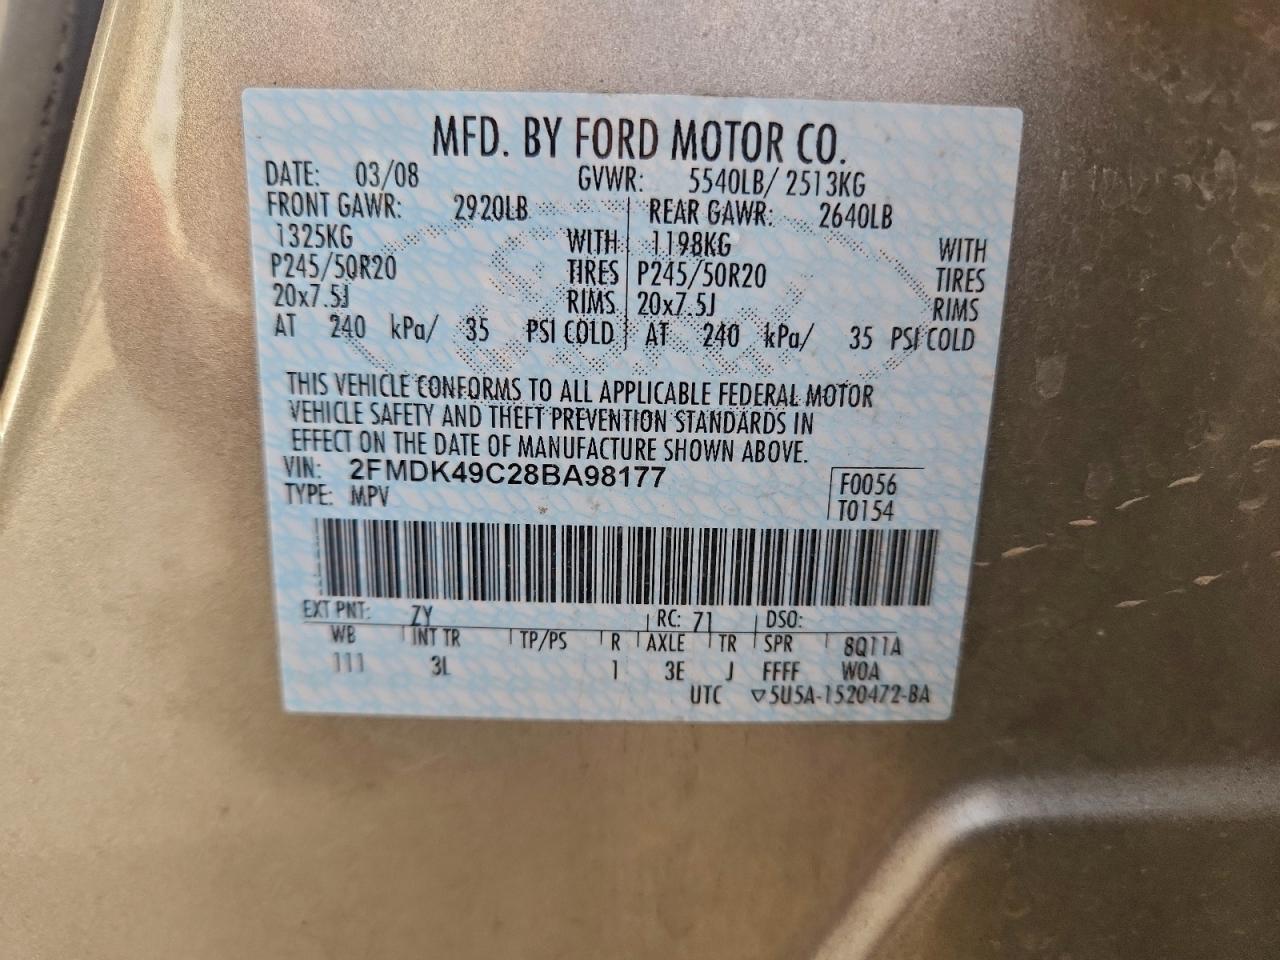 MFD. BY FORD MOTOR CO.
DATE: 03/08 GVWR: 5540LB/ 2513KG
FRONT GAWR: 2920LB REAR GAWR: 2640LB
1325KG WITH 1198KG WITH
P245/50R20 TIRES P245/50R20 TIRES
20x7.5J RIMS 20x7.5J RIMS
AT 240 kPa/ 35 PSI COLD AT 240 kPa/ 35 PSI COLD
THIS VEHICLE CONFORMS TO ALL APPLICABLE FEDERAL MOTOR
VEHICLE SAFETY AND THEFT PREVENTION STANDARDS IN
EFFECT ON THE DATE OF MANUFACTURE SHOWN ABOVE.
VIN: 2FMDK49C28BA98177
TYPE: MPV
F0056
T0154
EXT PNT: ZY RC: 71 DSO:
WB INT TR TP/PS R AXLE TR SPR 8Q11A
111 3L 1 3E J FFFF WOA
UTC ▽5U5A-1520472-BA